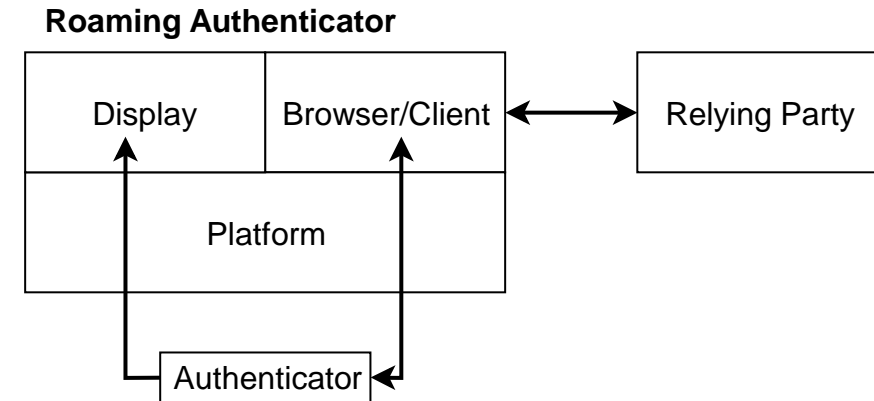 Roaming Authenticator
Display
Browser/Client
Relying Party
Platform
Authenticator